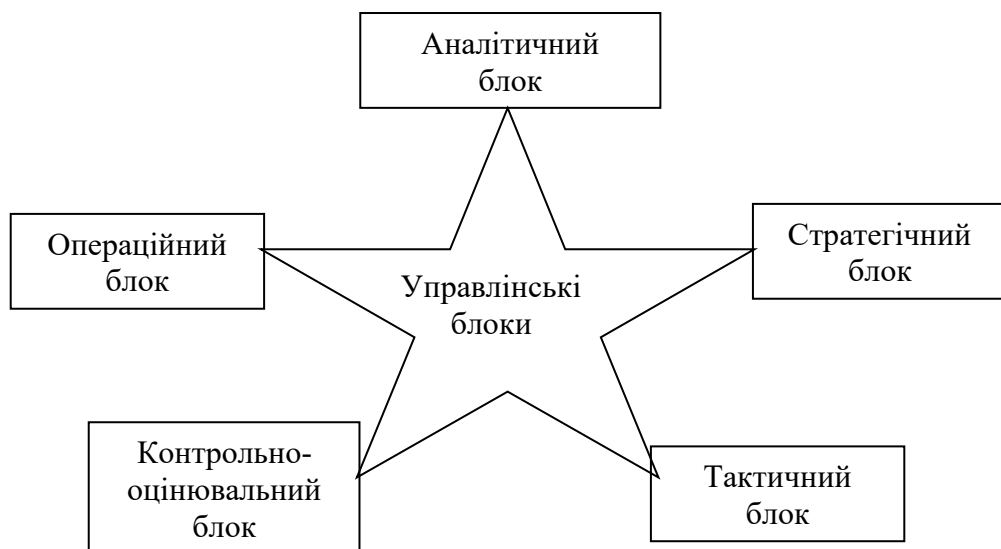 Аналітичний
блок
Операційний
блок
Стратегічний
блок
Управлінські
блоки
Контрольно-
оцінювальний
блок
Тактичний
блок